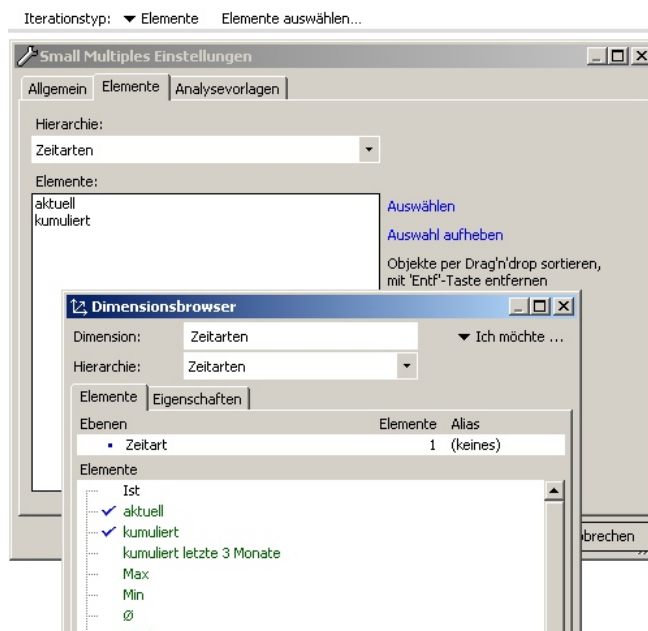 Iterationstyp: ▼ Elemente Elemente auswählen...
Small Multiples Einstellungen
Allgemein Elemente Analysevorlagen
Hierarchie:
Zeitarten
Elemente:
aktuell
kumuliert
Auswählen
Auswahl aufheben
Objekte per Drag'n'drop sortieren,
mit 'Entf'-Taste entfernen
Dimensionsbrowser
Dimension: Zeitarten ▼ Ich möchte ...
Hierarchie: Zeitarten
Elemente Eigenschaften
Ebenen Elemente Alias
Zeitart 1 (keines)
Elemente
Ist
aktuell
kumuliert
kumuliert letzte 3 Monate
Max
Min
Ø